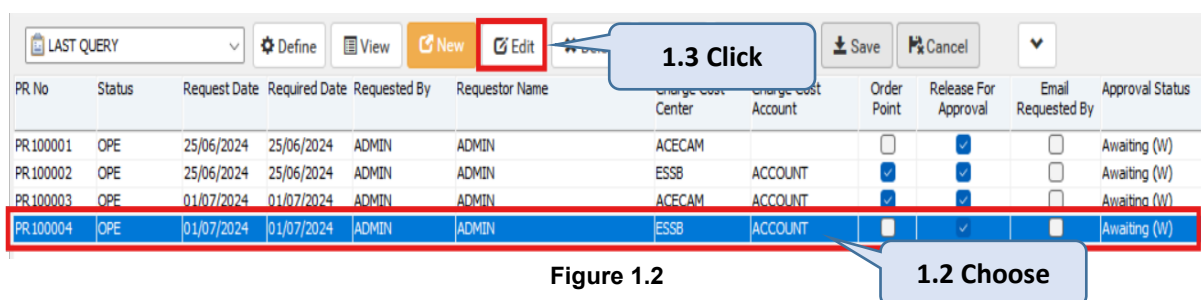 LAST QUERY Define View New Edit Save Cancel
1.3 Click
PR No Status Request Date Required Date Requested By Requestor Name Charge Cost Center Charge Cost Account Order Point Release For Approval Email Requested By Approval Status
PR100001 OPE 25/06/2024 25/06/2024 ADMIN ADMIN ACECAM Awaiting (W)
PR100002 OPE 25/06/2024 25/06/2024 ADMIN ADMIN ESSB ACCOUNT Awaiting (W)
PR100003 OPE 01/07/2024 01/07/2024 ADMIN ADMIN ACECAM ACCOUNT Awaiting (W)
PR100004 OPE 01/07/2024 01/07/2024 ADMIN ADMIN ESSB ACCOUNT Awaiting (W)
Figure 1.2
1.2 Choose